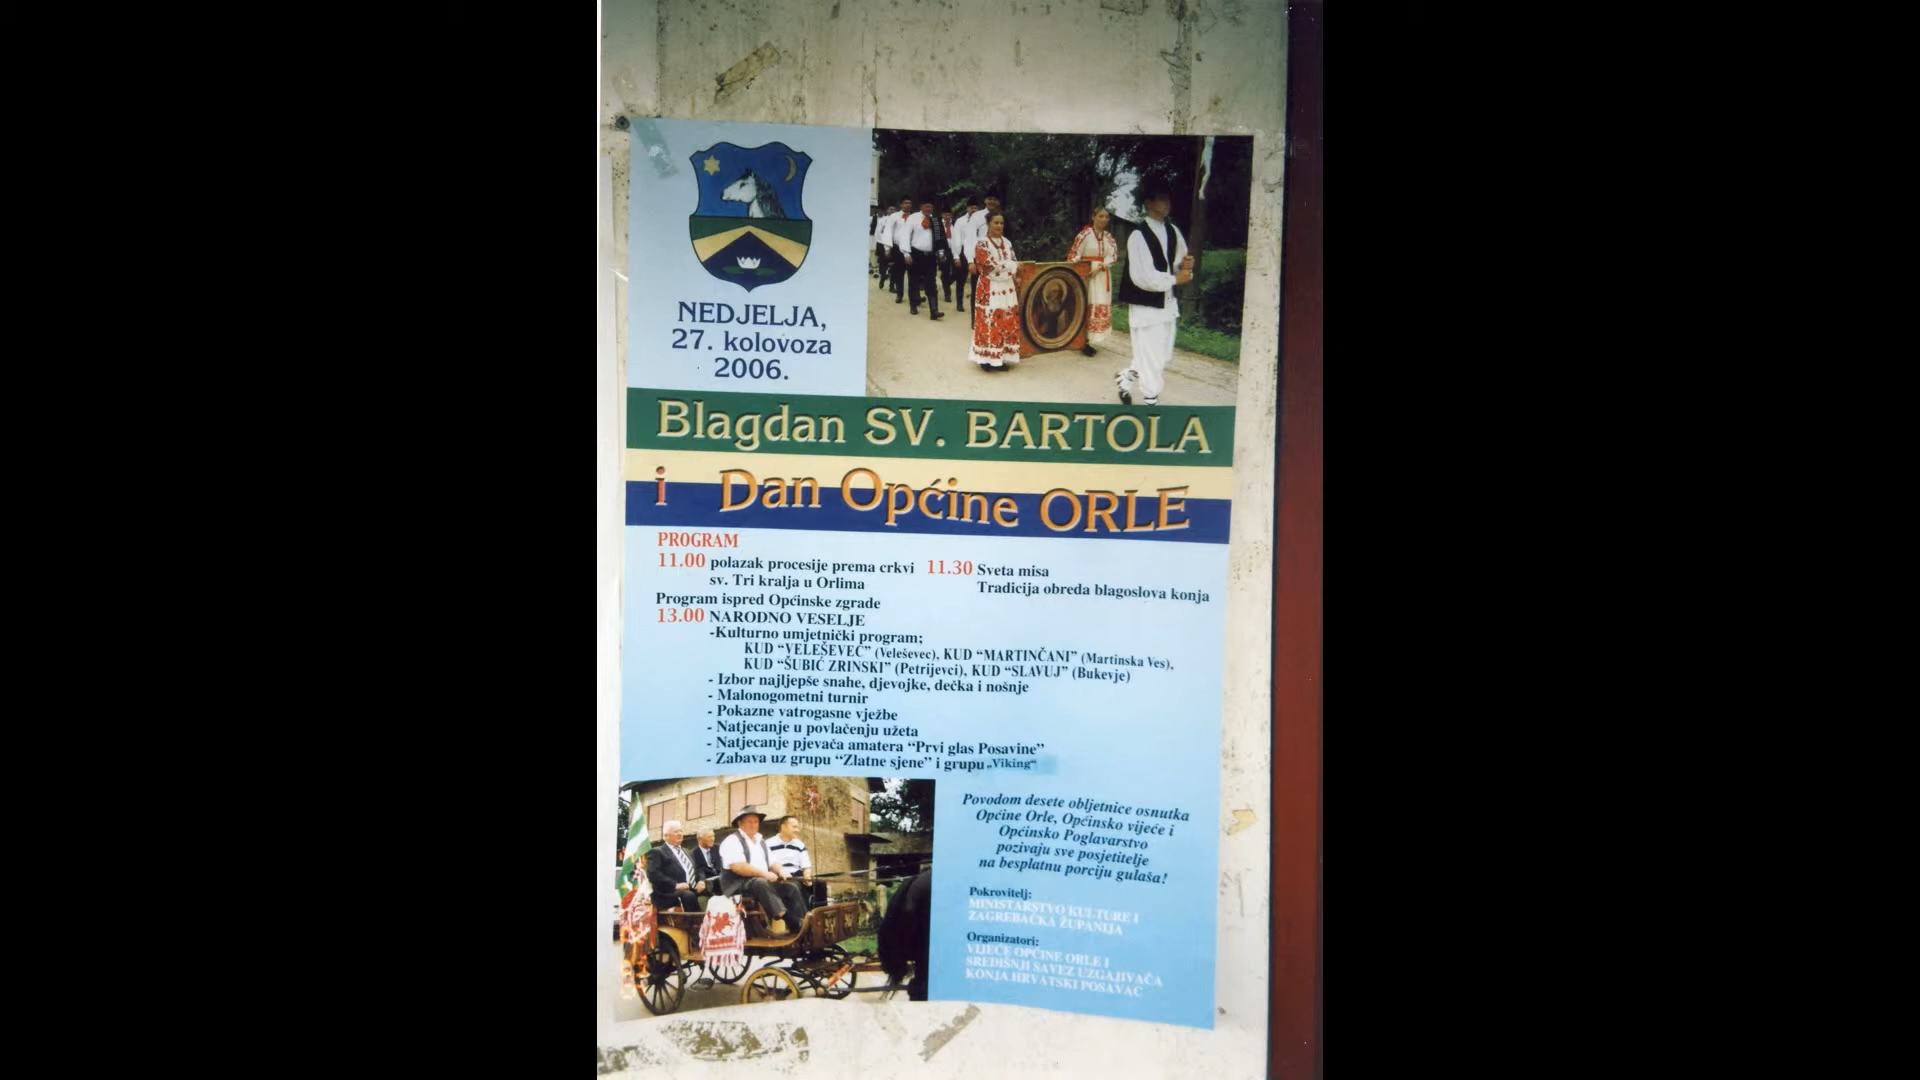 NEDJELJA,
27. kolovoza
2006.
Blagdan SV. BARTOLA
i Dan Općine ORLE
PROGRAM
11.00 polazak procesije prema crkvi
sv. Tri kralja u Orlima
11.30 Sveta misa
Tradicija obreda blagoslova konja
Program ispred Općinske zgrade
13.00 NARODNO VESELJE
-Kulturno umjetnički program;
KUD “VELEŠEVEC” (Veleševec), KUD “MARTINČANI” (Martinska Ves),
KUD “ŠUBIĆ ZRINSKI” (Petrijevci), KUD “SLAVUJ” (Bukevje)
- Izbor najljepše snahe, djevojke, dečka i nošnje
- Malonogometni turnir
- Pokazne vatrogasne vježbe
- Natjecanje u povlačenju užeta
- Natjecanje pjevača amatera “Prvi glas Posavine”
- Zabava uz grupu “Zlatne sjene” i grupu „Viking“
Povodom desete obljetnice osnutka
Općine Orle, Općinsko vijeće i
Općinsko Poglavarstvo
pozivaju sve posjetitelje
na besplatnu porciju gulaša!
Pokrovitelj:
MINISTARSTVO KULTURE I
ZAGREBAČKA ŽUPANIJA
Organizatori:
VIJEĆE OPĆINE ORLE I
SREDIŠNJI SAVEZ UZGAJIVAČA
KONJA HRVATSKI POSAVAC